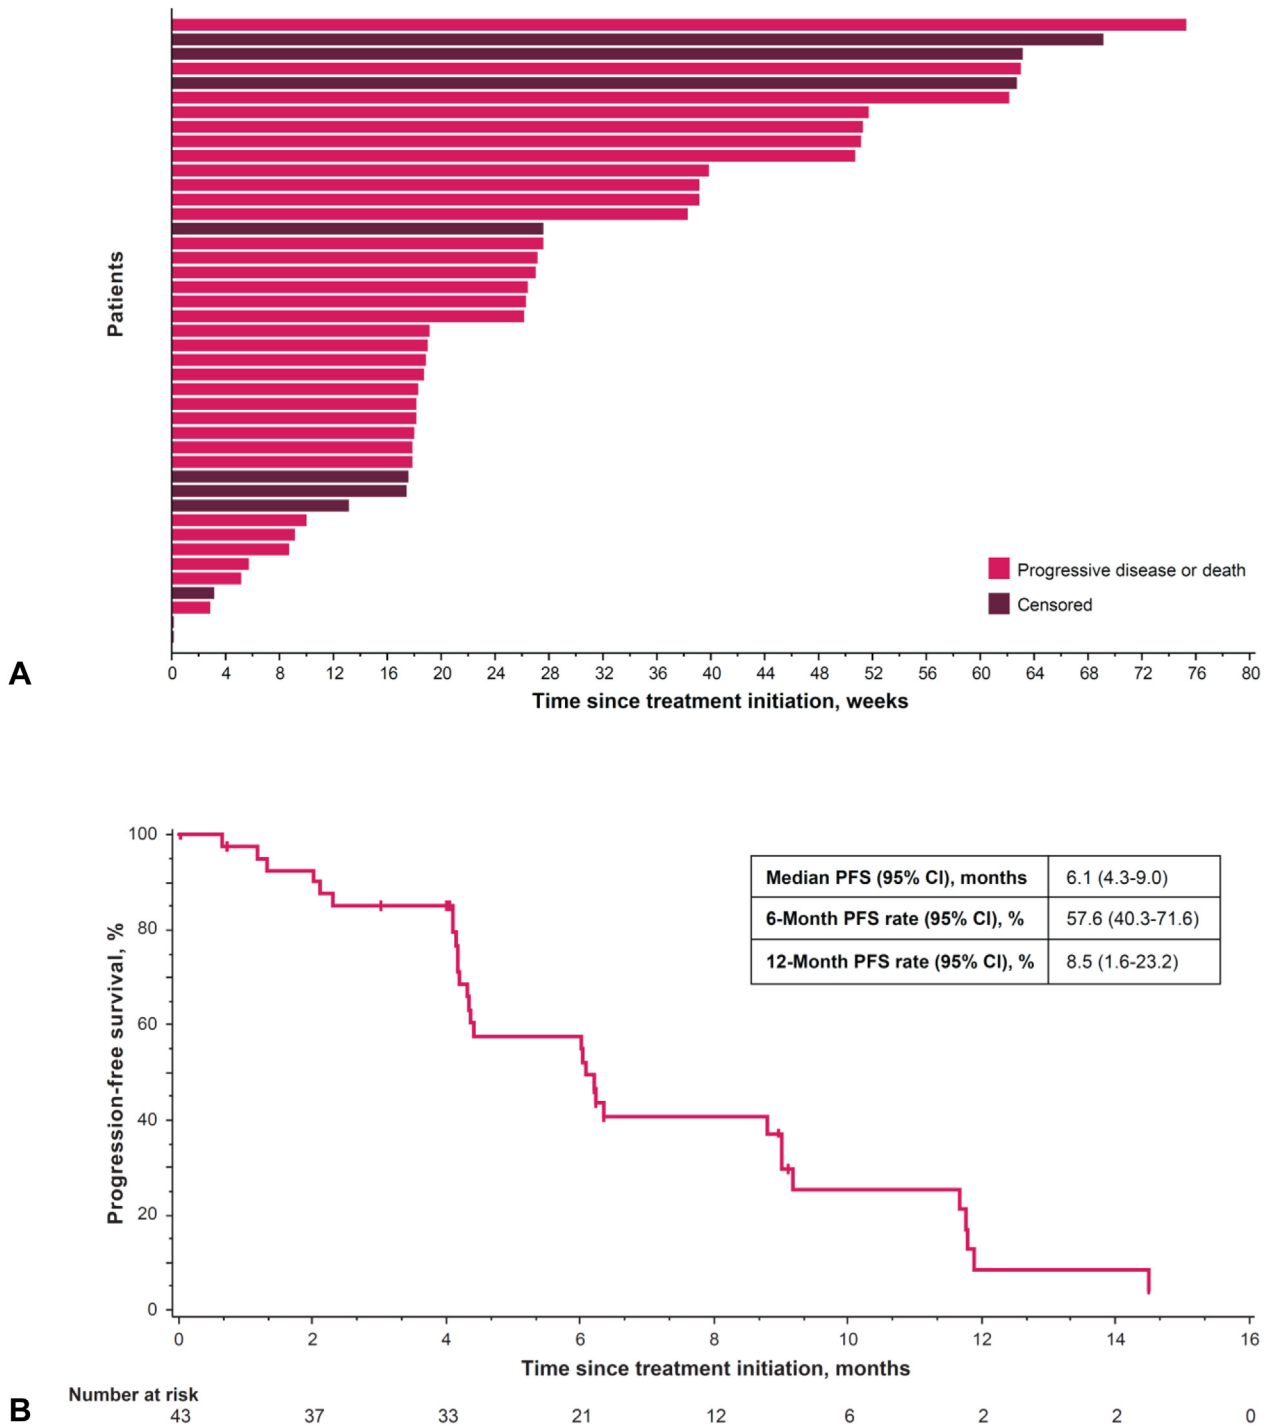 Patients
Progressive disease or death
Censored
0 4 8 12 16 20 24 28 32 36 40 44 48 52 56 60 64 68 72 76 80
Time since treatment initiation, weeks
A
Progression-free survival, %
100
80
60
40
20
0
Median PFS (95% CI), months 6.1 (4.3-9.0)
6-Month PFS rate (95% CI), % 57.6 (40.3-71.6)
12-Month PFS rate (95% CI), % 8.5 (1.6-23.2)
0 2 4 6 8 10 12 14 16
Time since treatment initiation, months
Number at risk
43 37 33 21 12 6 2 2 0
B